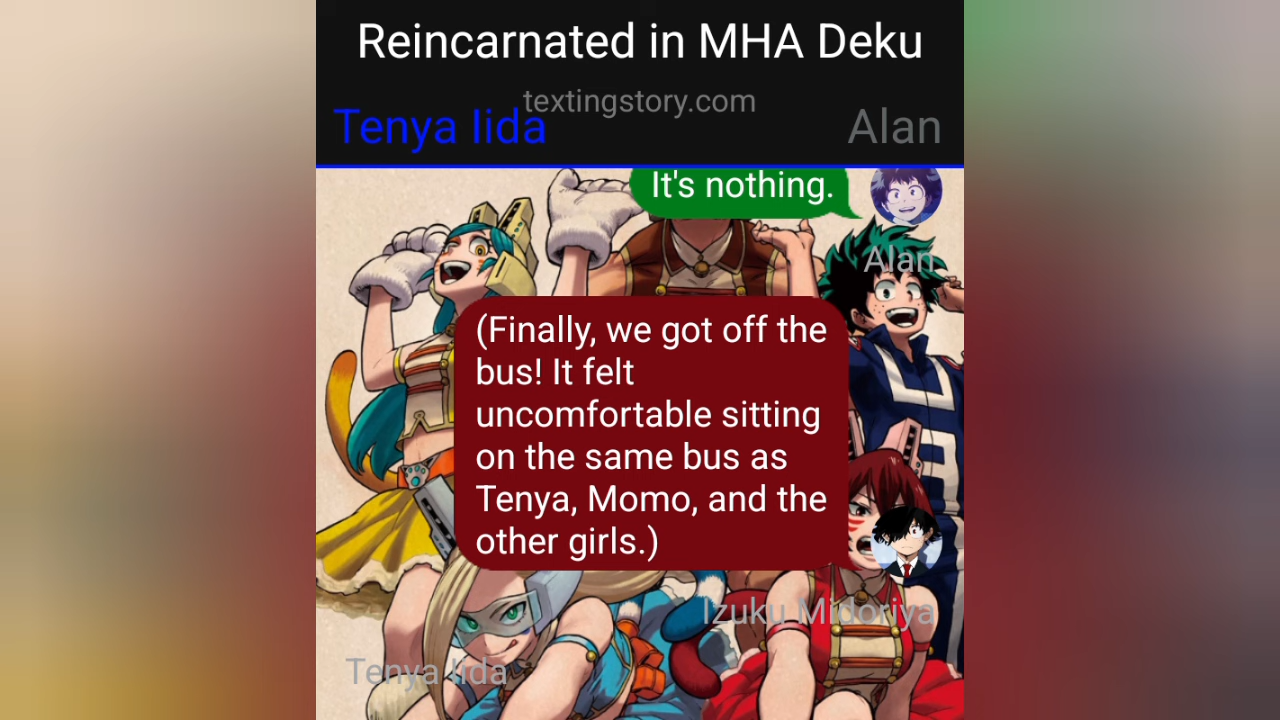 Reincarnated in MHA Deku
textingstory.com
Tenya Iida
Alan
It's nothing.
Alan
(Finally, we got off the
bus! It felt
uncomfortable sitting
on the same bus as
Tenya, Momo, and the
other girls.)
Izuku Midoriya
Tenya Iida